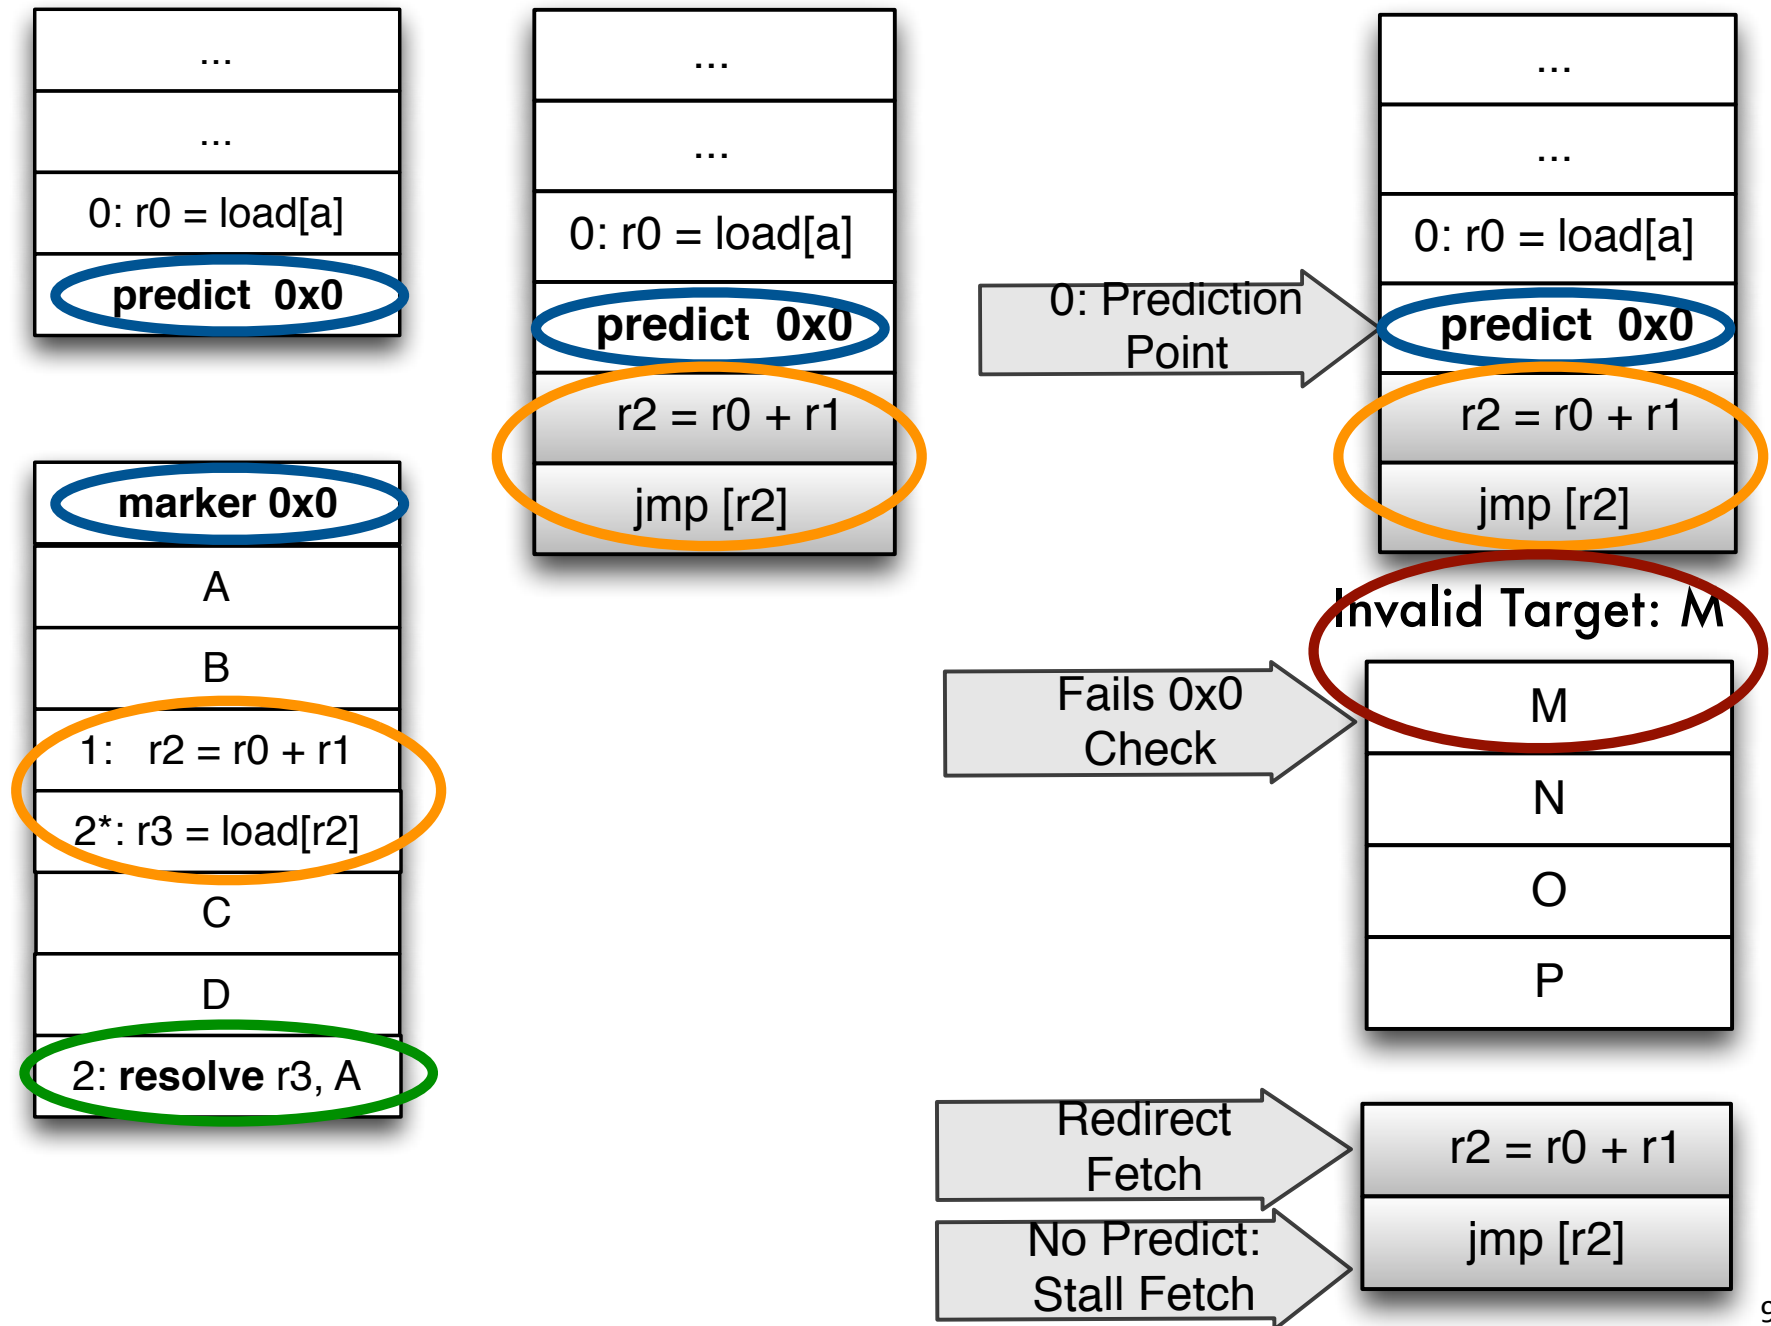 ...
...
0: r0 = load[a]
predict 0x0
marker 0x0
A
B
1: r2 = r0 + r1
2*: r3 = load[r2]
C
D
2: resolve r3, A
...
...
0: r0 = load[a]
predict 0x0
r2 = r0 + r1
jmp [r2]
0: Prediction
Point
...
...
0: r0 = load[a]
predict 0x0
r2 = r0 + r1
jmp [r2]
Invalid Target: M
Fails 0x0
Check
M
N
O
P
Redirect
Fetch
No Predict:
Stall Fetch
r2 = r0 + r1
jmp [r2]